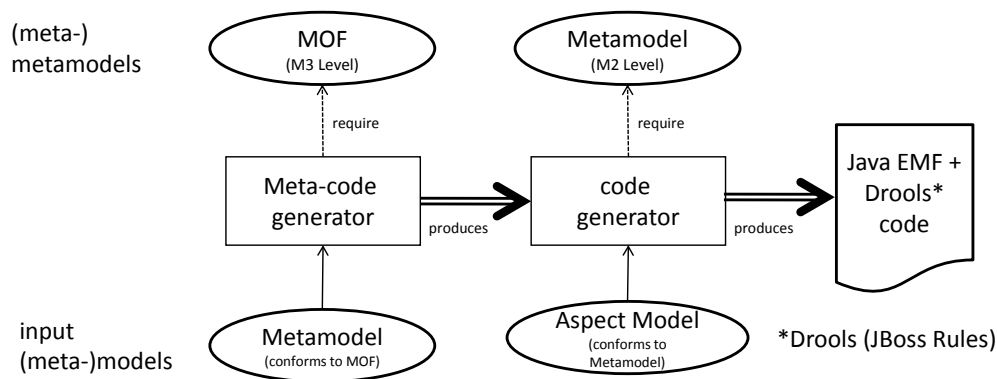 (meta-)
metamodels
MOF
(M3 Level)
Metamodel
(M2 Level)
require
require
Meta-code
generator
produces
code
generator
produces
Java EMF +
Drools*
code
input
(meta-)models
Metamodel
(conforms to MOF)
Aspect Model
(conforms to
Metamodel)
*Drools (JBoss Rules)